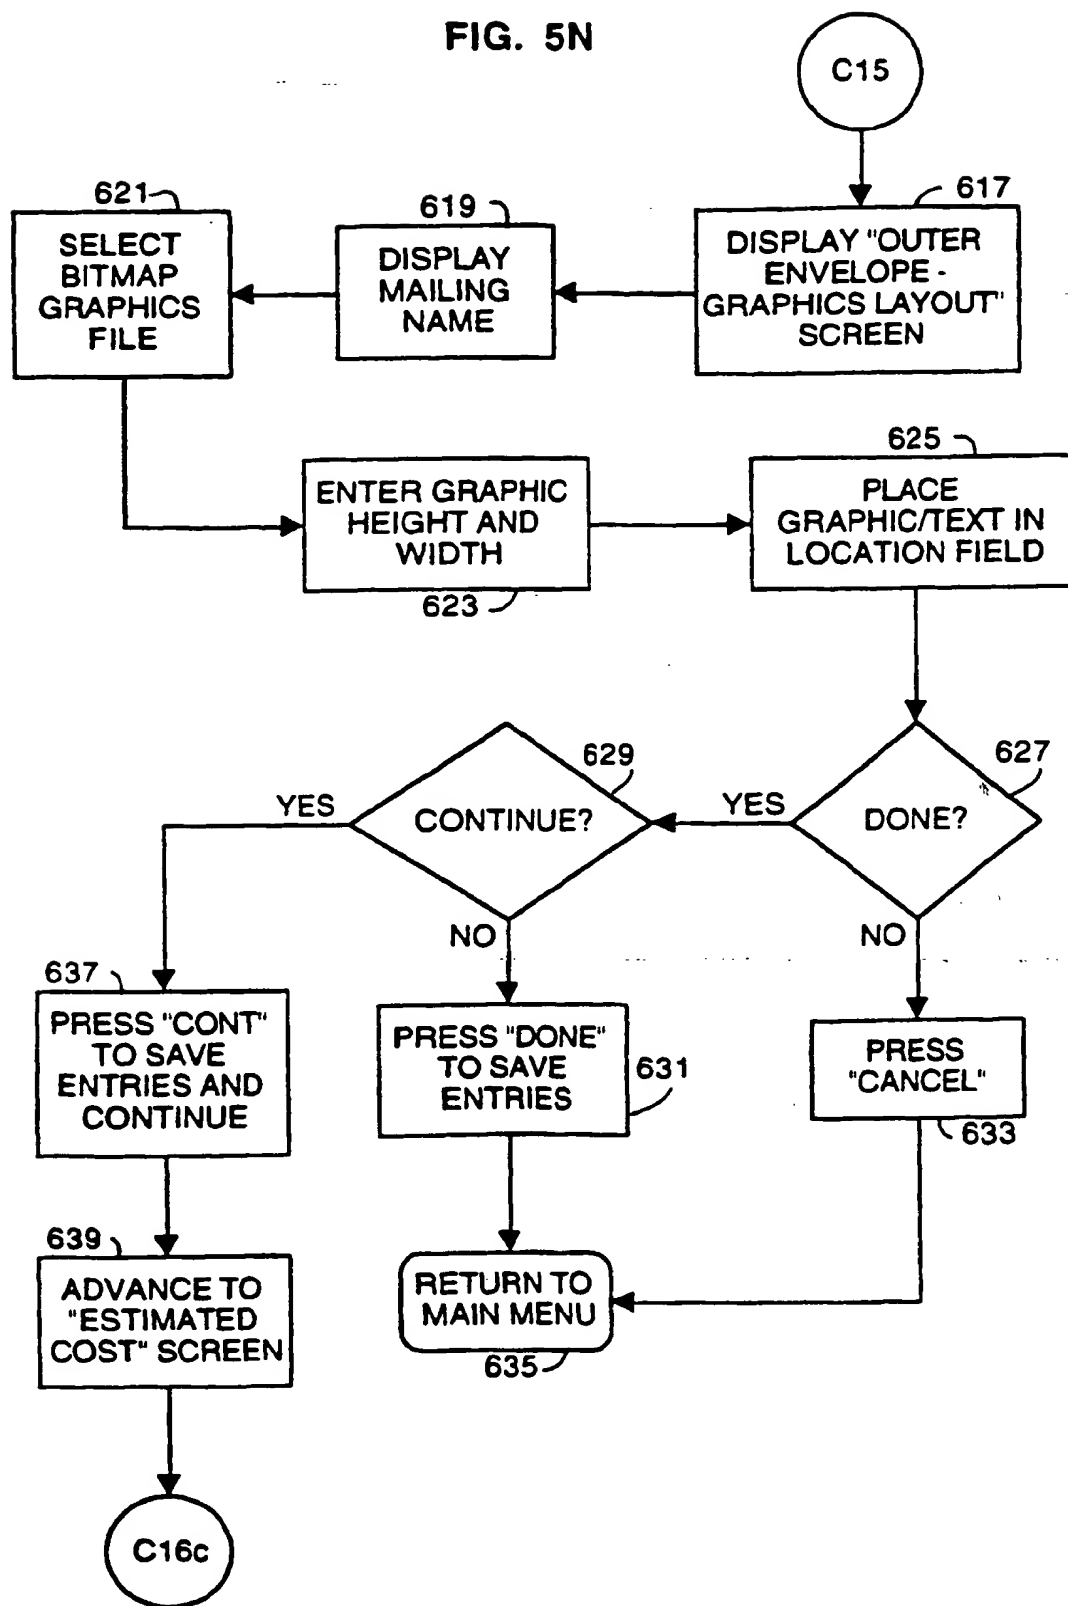 FIG. 5N
C15
617
DISPLAY "OUTER
ENVELOPE -
GRAPHICS LAYOUT"
SCREEN
619
DISPLAY
MAILING
NAME
621
SELECT
BITMAP
GRAPHICS
FILE
ENTER GRAPHIC
HEIGHT AND
WIDTH
623
625
PLACE
GRAPHIC/TEXT IN
LOCATION FIELD
627
DONE?
YES
NO
629
CONTINUE?
YES
NO
PRESS
"CANCEL"
633
PRESS "DONE"
TO SAVE
ENTRIES
631
637
PRESS "CONT"
TO SAVE
ENTRIES AND
CONTINUE
639
ADVANCE TO
"ESTIMATED
COST" SCREEN
RETURN TO
MAIN MENU
635
C16c